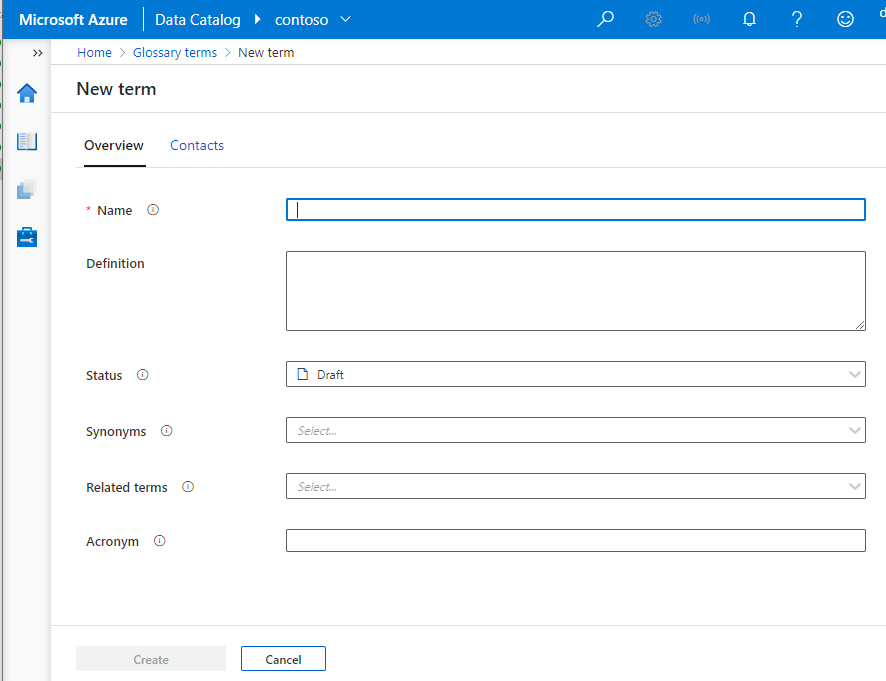 Microsoft Azure Data Catalog contoso
Home > Glossary terms > New term
New term
Overview Contacts
* Name
Definition
Status Draft
Synonyms Select...
Related terms Select...
Acronym
Create Cancel